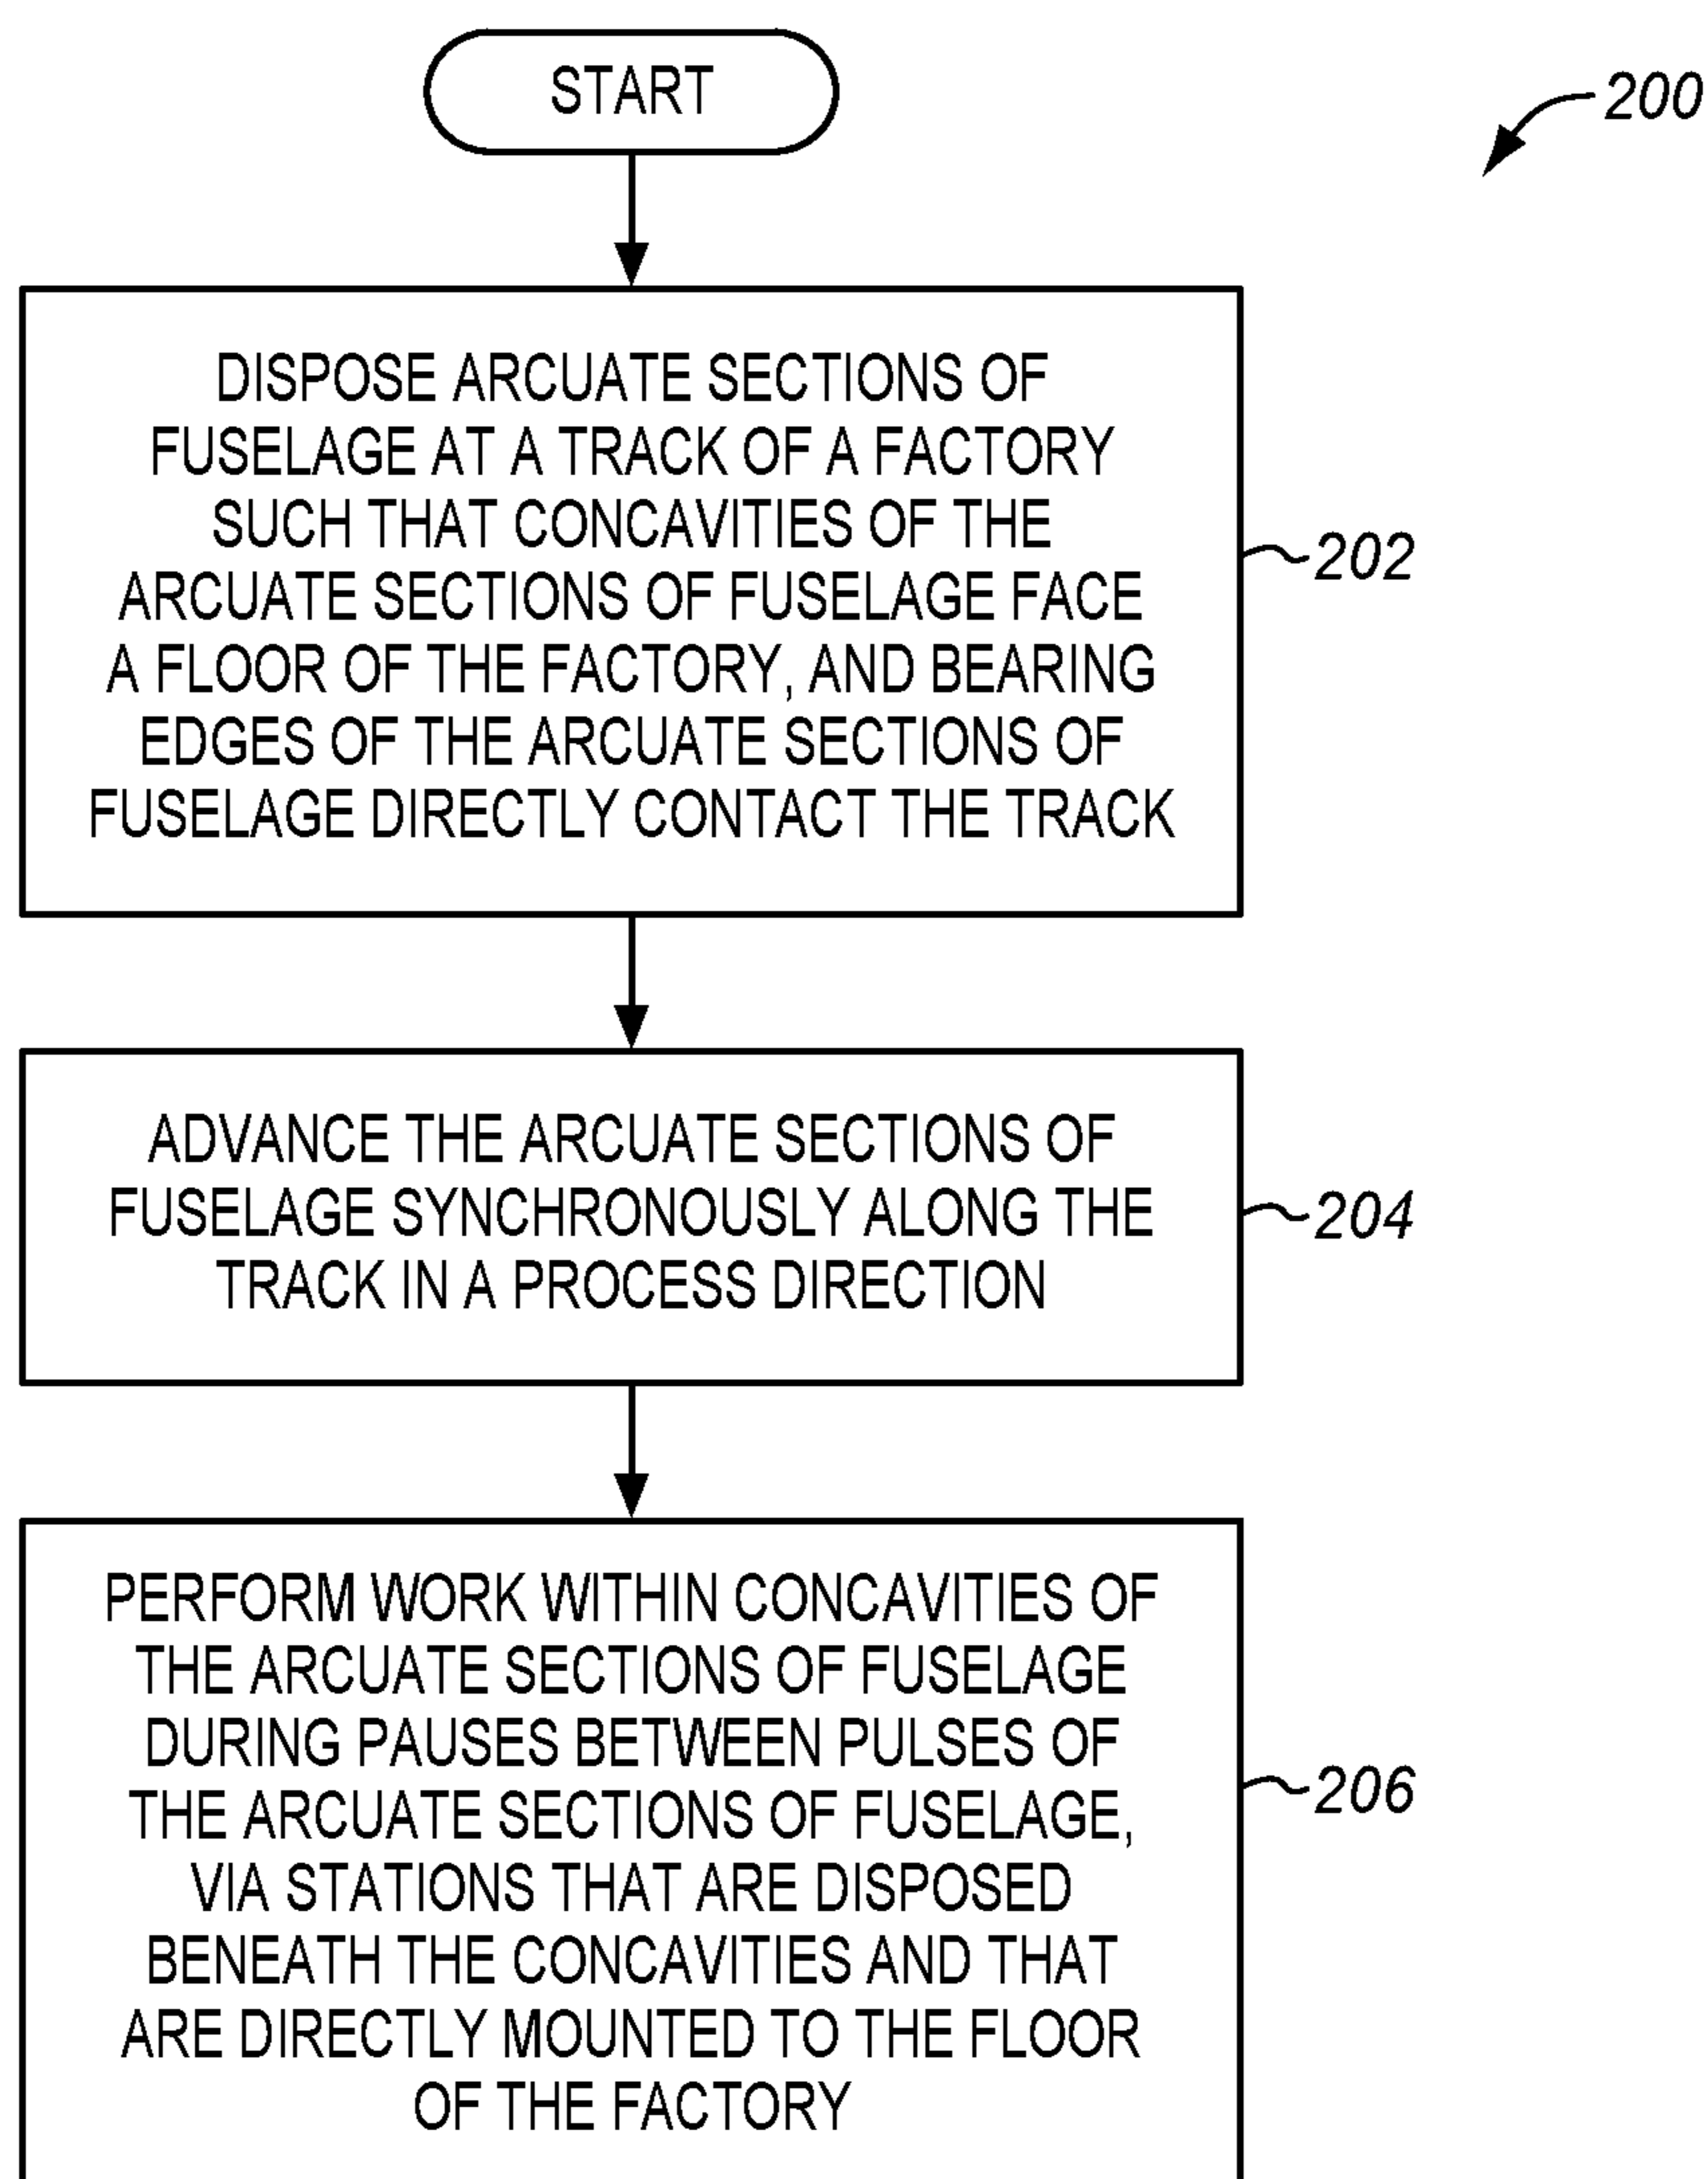 START
200
DISPOSE ARCUATE SECTIONS OF
FUSELAGE AT A TRACK OF A FACTORY
SUCH THAT CONCAVITIES OF THE
ARCUATE SECTIONS OF FUSELAGE FACE
A FLOOR OF THE FACTORY, AND BEARING
EDGES OF THE ARCUATE SECTIONS OF
FUSELAGE DIRECTLY CONTACT THE TRACK
202
ADVANCE THE ARCUATE SECTIONS OF
FUSELAGE SYNCHRONOUSLY ALONG THE
TRACK IN A PROCESS DIRECTION
204
PERFORM WORK WITHIN CONCAVITIES OF
THE ARCUATE SECTIONS OF FUSELAGE
DURING PAUSES BETWEEN PULSES OF
THE ARCUATE SECTIONS OF FUSELAGE,
VIA STATIONS THAT ARE DISPOSED
BENEATH THE CONCAVITIES AND THAT
ARE DIRECTLY MOUNTED TO THE FLOOR
OF THE FACTORY
206